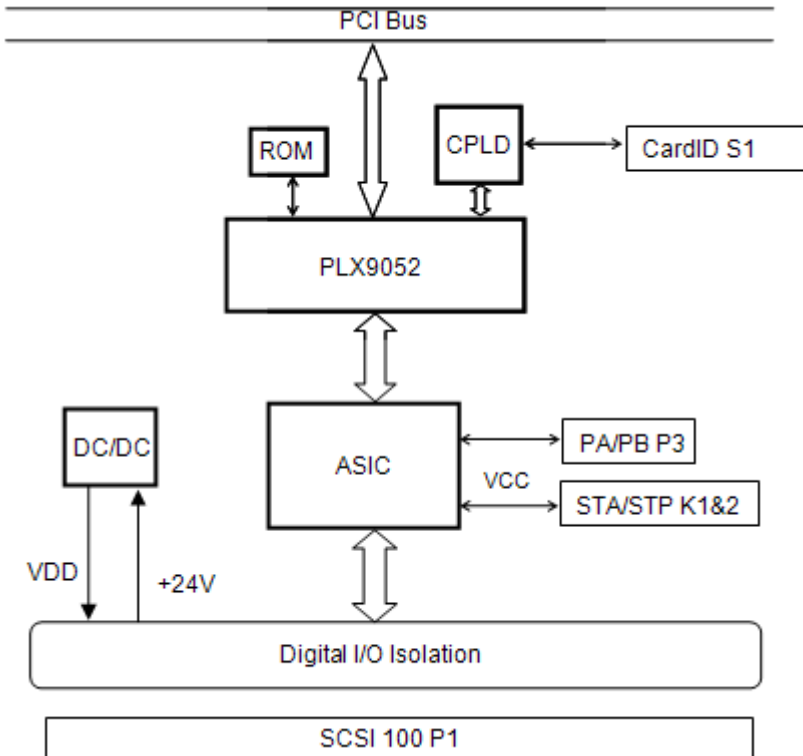 PCI Bus
ROM
CPLD
CardID S1
PLX9052
DC/DC
ASIC
PA/PB P3
VCC
STA/STP K1&2
VDD
+24V
Digital I/O Isolation
SCSI 100 P1